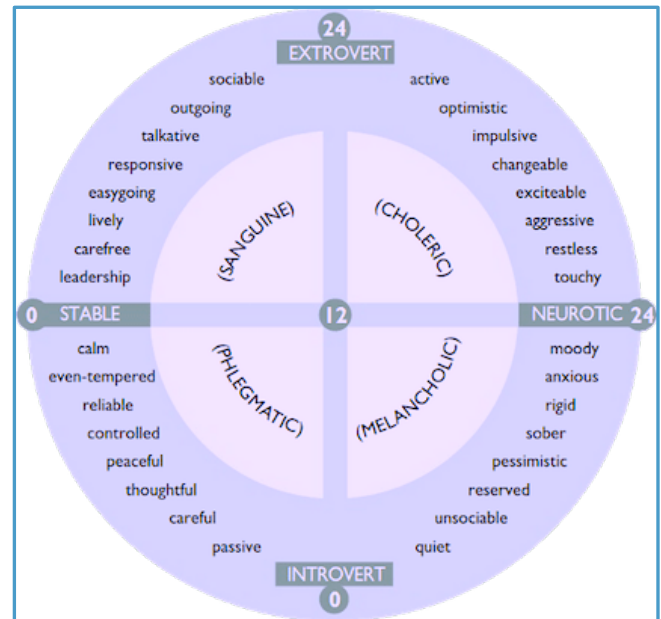 24
EXTROVERT
sociable
active
outgoing
optimistic
talkative
impulsive
responsive
changeable
easygoing
exciteable
lively
aggressive
carefree
restless
leadership
touchy
(SANGUINE)
(CHOLERIC)
0 STABLE
12
NEUROTIC 24
(PHLEGMATIC)
(MELANCHOLIC)
calm
moody
even-tempered
anxious
reliable
rigid
controlled
sober
peaceful
pessimistic
thoughtful
reserved
careful
unsociable
passive
quiet
INTROVERT
0